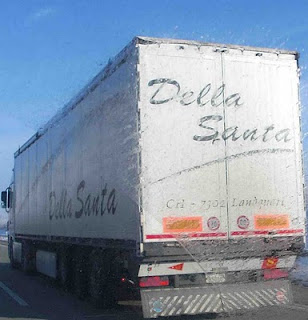 Della
Santa
CH - 7302 Landquart
Della Santa